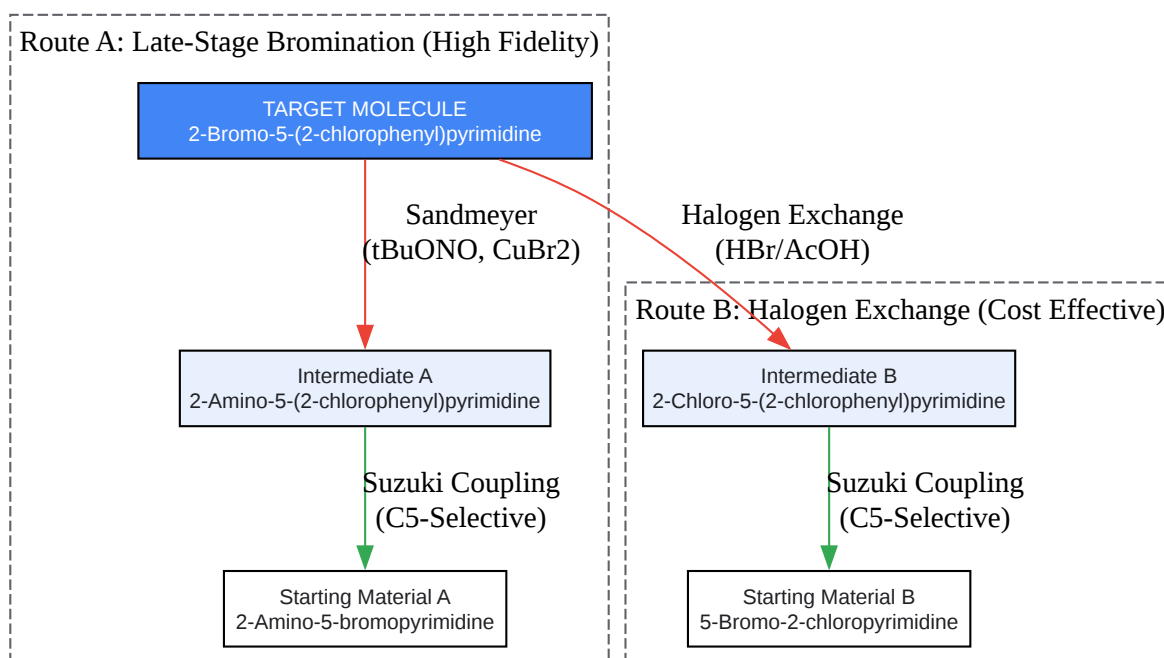 Route A: Late-Stage Bromination (High Fidelity)
TARGET MOLECULE
2-Bromo-5-(2-chlorophenyl)pyrimidine
Sandmeyer
(tBuONO, CuBr2)
Halogen Exchange
(HBr/AcOH)
Route B: Halogen Exchange (Cost Effective)
Intermediate A
2-Amino-5-(2-chlorophenyl)pyrimidine
Intermediate B
2-Chloro-5-(2-chlorophenyl)pyrimidine
Suzuki Coupling
(C5-Selective)
Suzuki Coupling
(C5-Selective)
Starting Material A
2-Amino-5-bromopyrimidine
Starting Material B
5-Bromo-2-chloropyrimidine